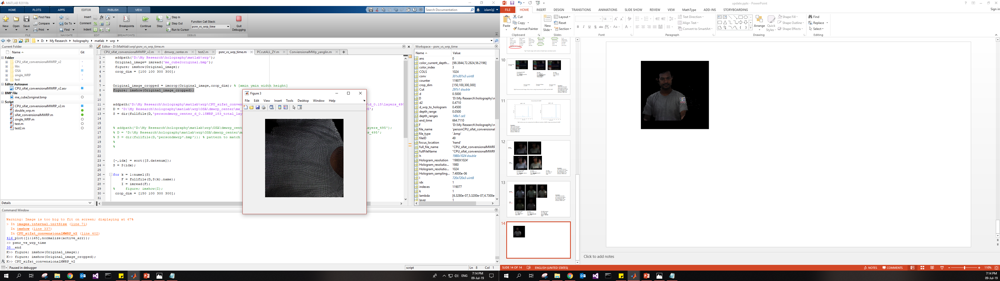 MATLAB R2018b
HOME PLOTS APPS EDITOR PUBLISH VIEW
Search Documentation
New Open Save Find Files Compare Print
Go To Find
Insert Comment Indent
Breakpoints Continue Step Step In Step Out Run to Cursor
Function Call Stack:
psnr_vs_wrp_time
Quit Debugging
FILE NAVIGATE EDIT BREAKPOINTS DEBUG
D: My Research holography matlab wrp
Current Folder
Name Git
Folder
CPU_sifat_convensionalMWRP_v2
libs
OSA
single_WRP
test
Editor Autosave
CPU_sifat_convensionalMWRP_v2.asv
BMP File
me_cube2original.bmp
Script
CPU_sifat_convensionalMWRP_v2.m
double_wrp.m
sifat_convensionalMWRP.m
single_WRP.m
test.m
test2.m
Details
Editor - D:\Mathlab\wrp\psnr_vs_wrp_time.m
CPU_sifat_convensionalMWRP_v2.m dmwrp_center.m test2.m psnr_vs_wrp_time.m PCcutALL_ZY.m ConviensionalMWp_yanglin.m
1 addpath('D:\My Research\holography\matlab\wrp');
2 Original_image= imread('me_cube2original.bmp');
3 figure; imshow(Original_image);
4 crop_dim = [100 100 300 300];
5
6
7 Original_image_cropped = imcrop(Original_image,crop_dim); % [xmin ymin width height]
8 figure; imshow(Original_image_cropped);
9
10
11 addpath('D:\My Research\holography\matlab\wrp\CPU_sifat_conven
12 D = 'D:\My Research\holography\matlab\wrp\OSA\dmwrp_center\me_
13 S = dir(fullfile(D,'persondmwrp_center_d_0.15WRP_183_total_lay
14
15
16 % addpath('D:\My Research\holography\matlab\wrp\OSA\dmwrp_cent
17 % D = 'D:\My Research\holography\matlab\wrp\OSA\dmwrp_center\m
18 % S = dir(fullfile(D,'persondmwrp*.bmp')); % pattern to match
19 %
20 %
21
22
23 [~,idx] = sort([S.datenum]);
24 S = S(idx);
25
26 for k = 1:numel(S)
27 F = fullfile(D,S(k).name);
28 I = imread(F);
29 % figure; imshow(I);
30 crop_dim = [150 100 300 300];
31
Figure 3
File Edit View Insert Tools Desktop Window Help
Workspace - psnr_vs_wrp_time
Name Value
ans 0
color_current_depth... [98.3844,72.2824,56.2196]
color_index 3
COLS 1024
conv 301x301x3 uint8
counter 119077
crop_dim [150,100,300,300]
Cut 297x1 double
d 0.5000
D 'D:\My Research\holography\m
d2 0.4710
d_wrp_to_hologram 0.4500
depth_range 0.0500
depth_ranges 149x1 cell
end_time 664.7110
F 'D:\My Research\holography\m
file_name 'personCPU_sifat_convensional
file_type '.bmp'
fileID 49
focus_location 'hand'
full_file_name "CPU_sifat_convensionalMWRP
fullFileName "CPU_sifat_convensionalMWRP
h 1980x1024 double
Hologram_resolution '1980X1024'
Hologram_resolutio... 1980
Hologram_resolutio... 1024
Hologram_sampling... 7.4000e-06
I 720x720x3 uint8
idx 1
indexes 119077
k 1
lambda [6.3280e-07,5.3200e-07,4.7300e-
layer 1
Command Window
Warning: Image is too big to fit on screen; displaying at 67%
> In images.internal.initSize (line 71)
In imshow (line 337)
In CPU_sifat_convensionalMWRP_v2 (line 402)
416 plot([1:165],normalize(active_arr));
>> psnr_vs_wrp_time
38 end
K>> figure; imshow(Original_image);
K>> figure; imshow(Original_image_cropped);
K>> CPU_sifat_convensionalMWRP_v2
Paused in debugger
script Ln 8 Col 1
ENG 7:14 PM 09-Jul-19
update.pptx - PowerPoint
Sign in
FILE HOME INSERT DESIGN TRANSITIONS ANIMATIONS SLIDE SHOW REVIEW VIEW MathType ADD-INS STORYBOARDING
Paste Cut Copy Format Painter
New Slide Layout Reset Section
14
Text Direction Align Text Convert to SmartArt
Arrange Quick Styles Shape Fill Shape Outline Shape Effects
Find Replace Select
Clipboard Slides Font Paragraph Drawing Editing
10
11
12
13
14
Click to add notes
SLIDE 14 OF 14 ENGLISH (UNITED STATES) NOTES COMMENTS 110%
7:14 PM
09-Jul-19